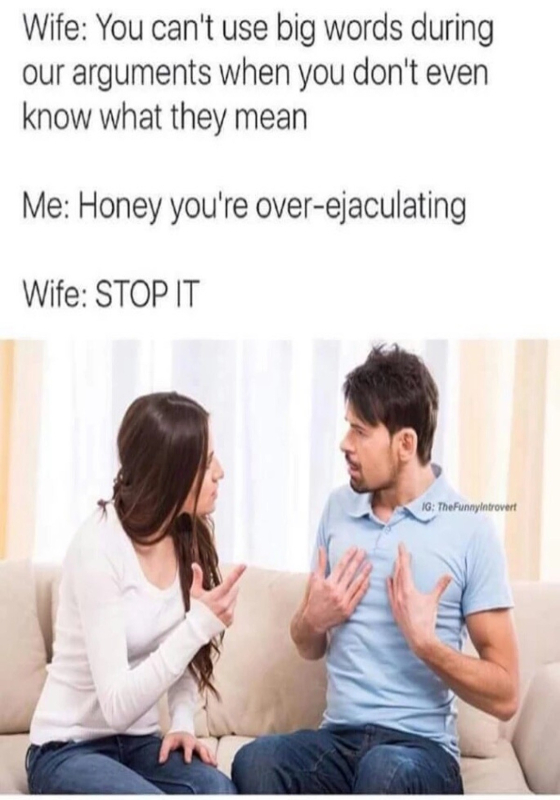 Wife: You can't use big words during
our arguments when you don't even
know what they mean
Me: Honey you're over-ejaculating
Wife: STOP IT
IG: TheFunnyIntrovert